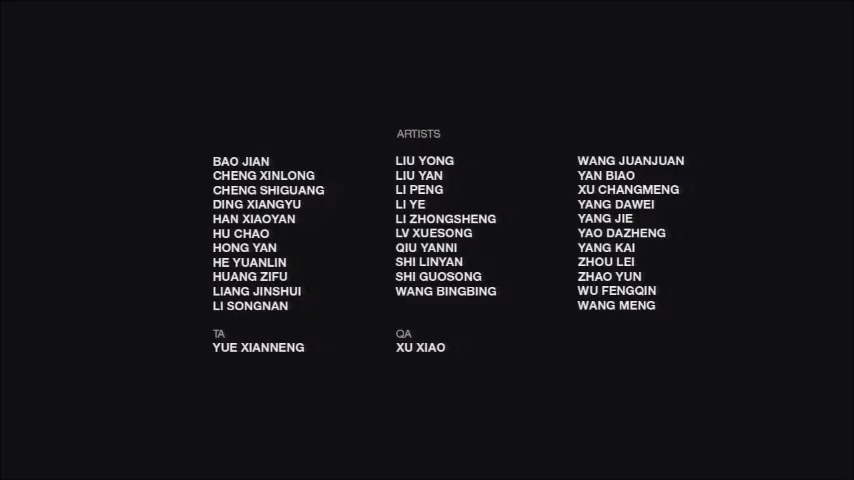 ARTISTS
BAO JIAN
CHENG XINLONG
CHENG SHIGUANG
DING XIANGYU
HAN XIAOYAN
HU CHAO
HONG YAN
HE YUANLIN
HUANG ZIFU
LIANG JINSHUI
LI SONGNAN
LIU YONG
LIU YAN
LI PENG
LI YE
LI ZHONGSHENG
LV XUESONG
QIU YANNI
SHI LINYAN
SHI GUOSONG
WANG BINGBING
WANG JUANJUAN
YAN BIAO
XU CHANGMENG
YANG DAWEI
YANG JIE
YAO DAZHENG
YANG KAI
ZHOU LEI
ZHAO YUN
WU FENGQIN
WANG MENG
TA
YUE XIANNENG
QA
XU XIAO